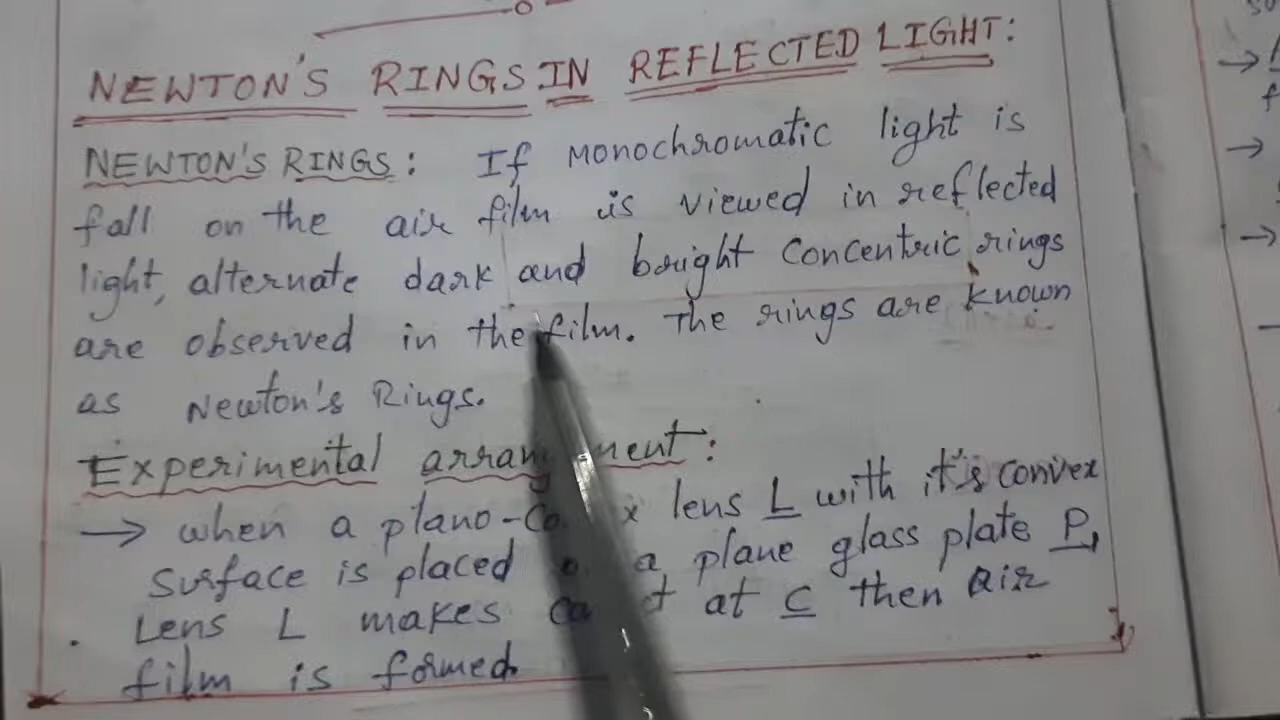 NEWTON'S RINGS IN REFLECTED LIGHT:
NEWTON'S RINGS: If Monochromatic light is
fall on the air film is viewed in reflected
light, alternate dark and bright concentric rings
are observed in the film. The rings are known
as Newton's Rings.
Experimental arrangement:
→ when a plano-convex lens L with it's convex
surface is placed a plane glass plate P,
Lens L makes at C then air
film is formed.